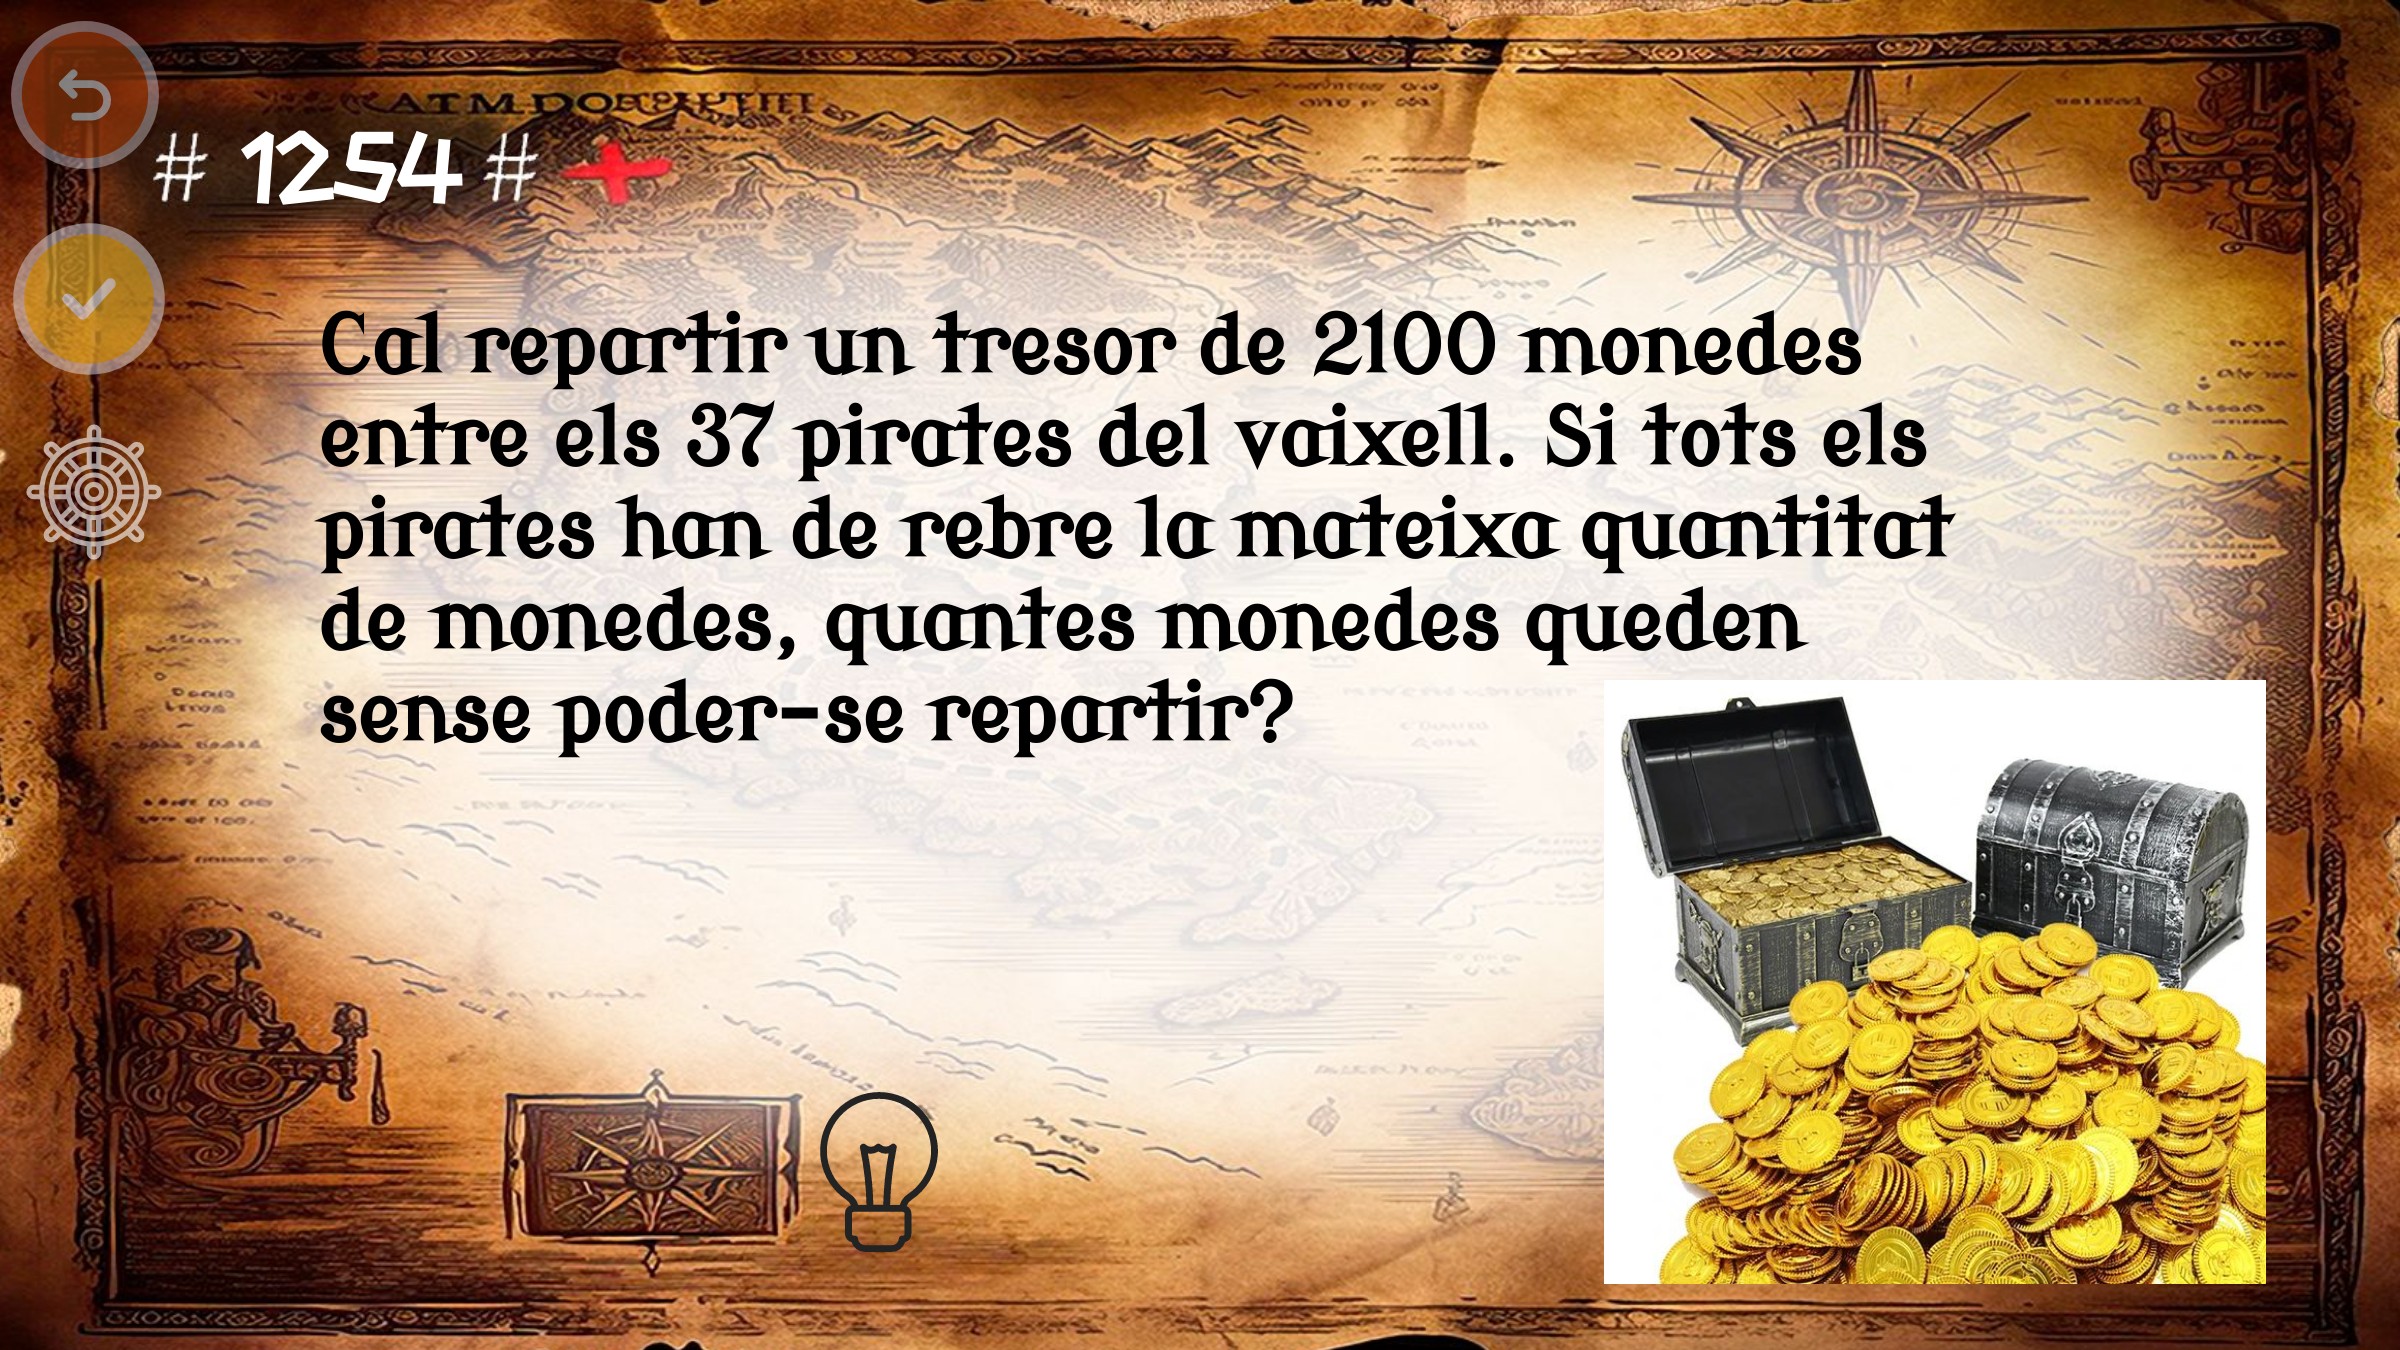 # 1254 #
Cal repartir un tresor de 2100 monedes
entre els 37 pirates del vaixell. Si tots els
pirates han de rebre la mateixa quantitat
de monedes, quantes monedes queden
sense poder-se repartir?